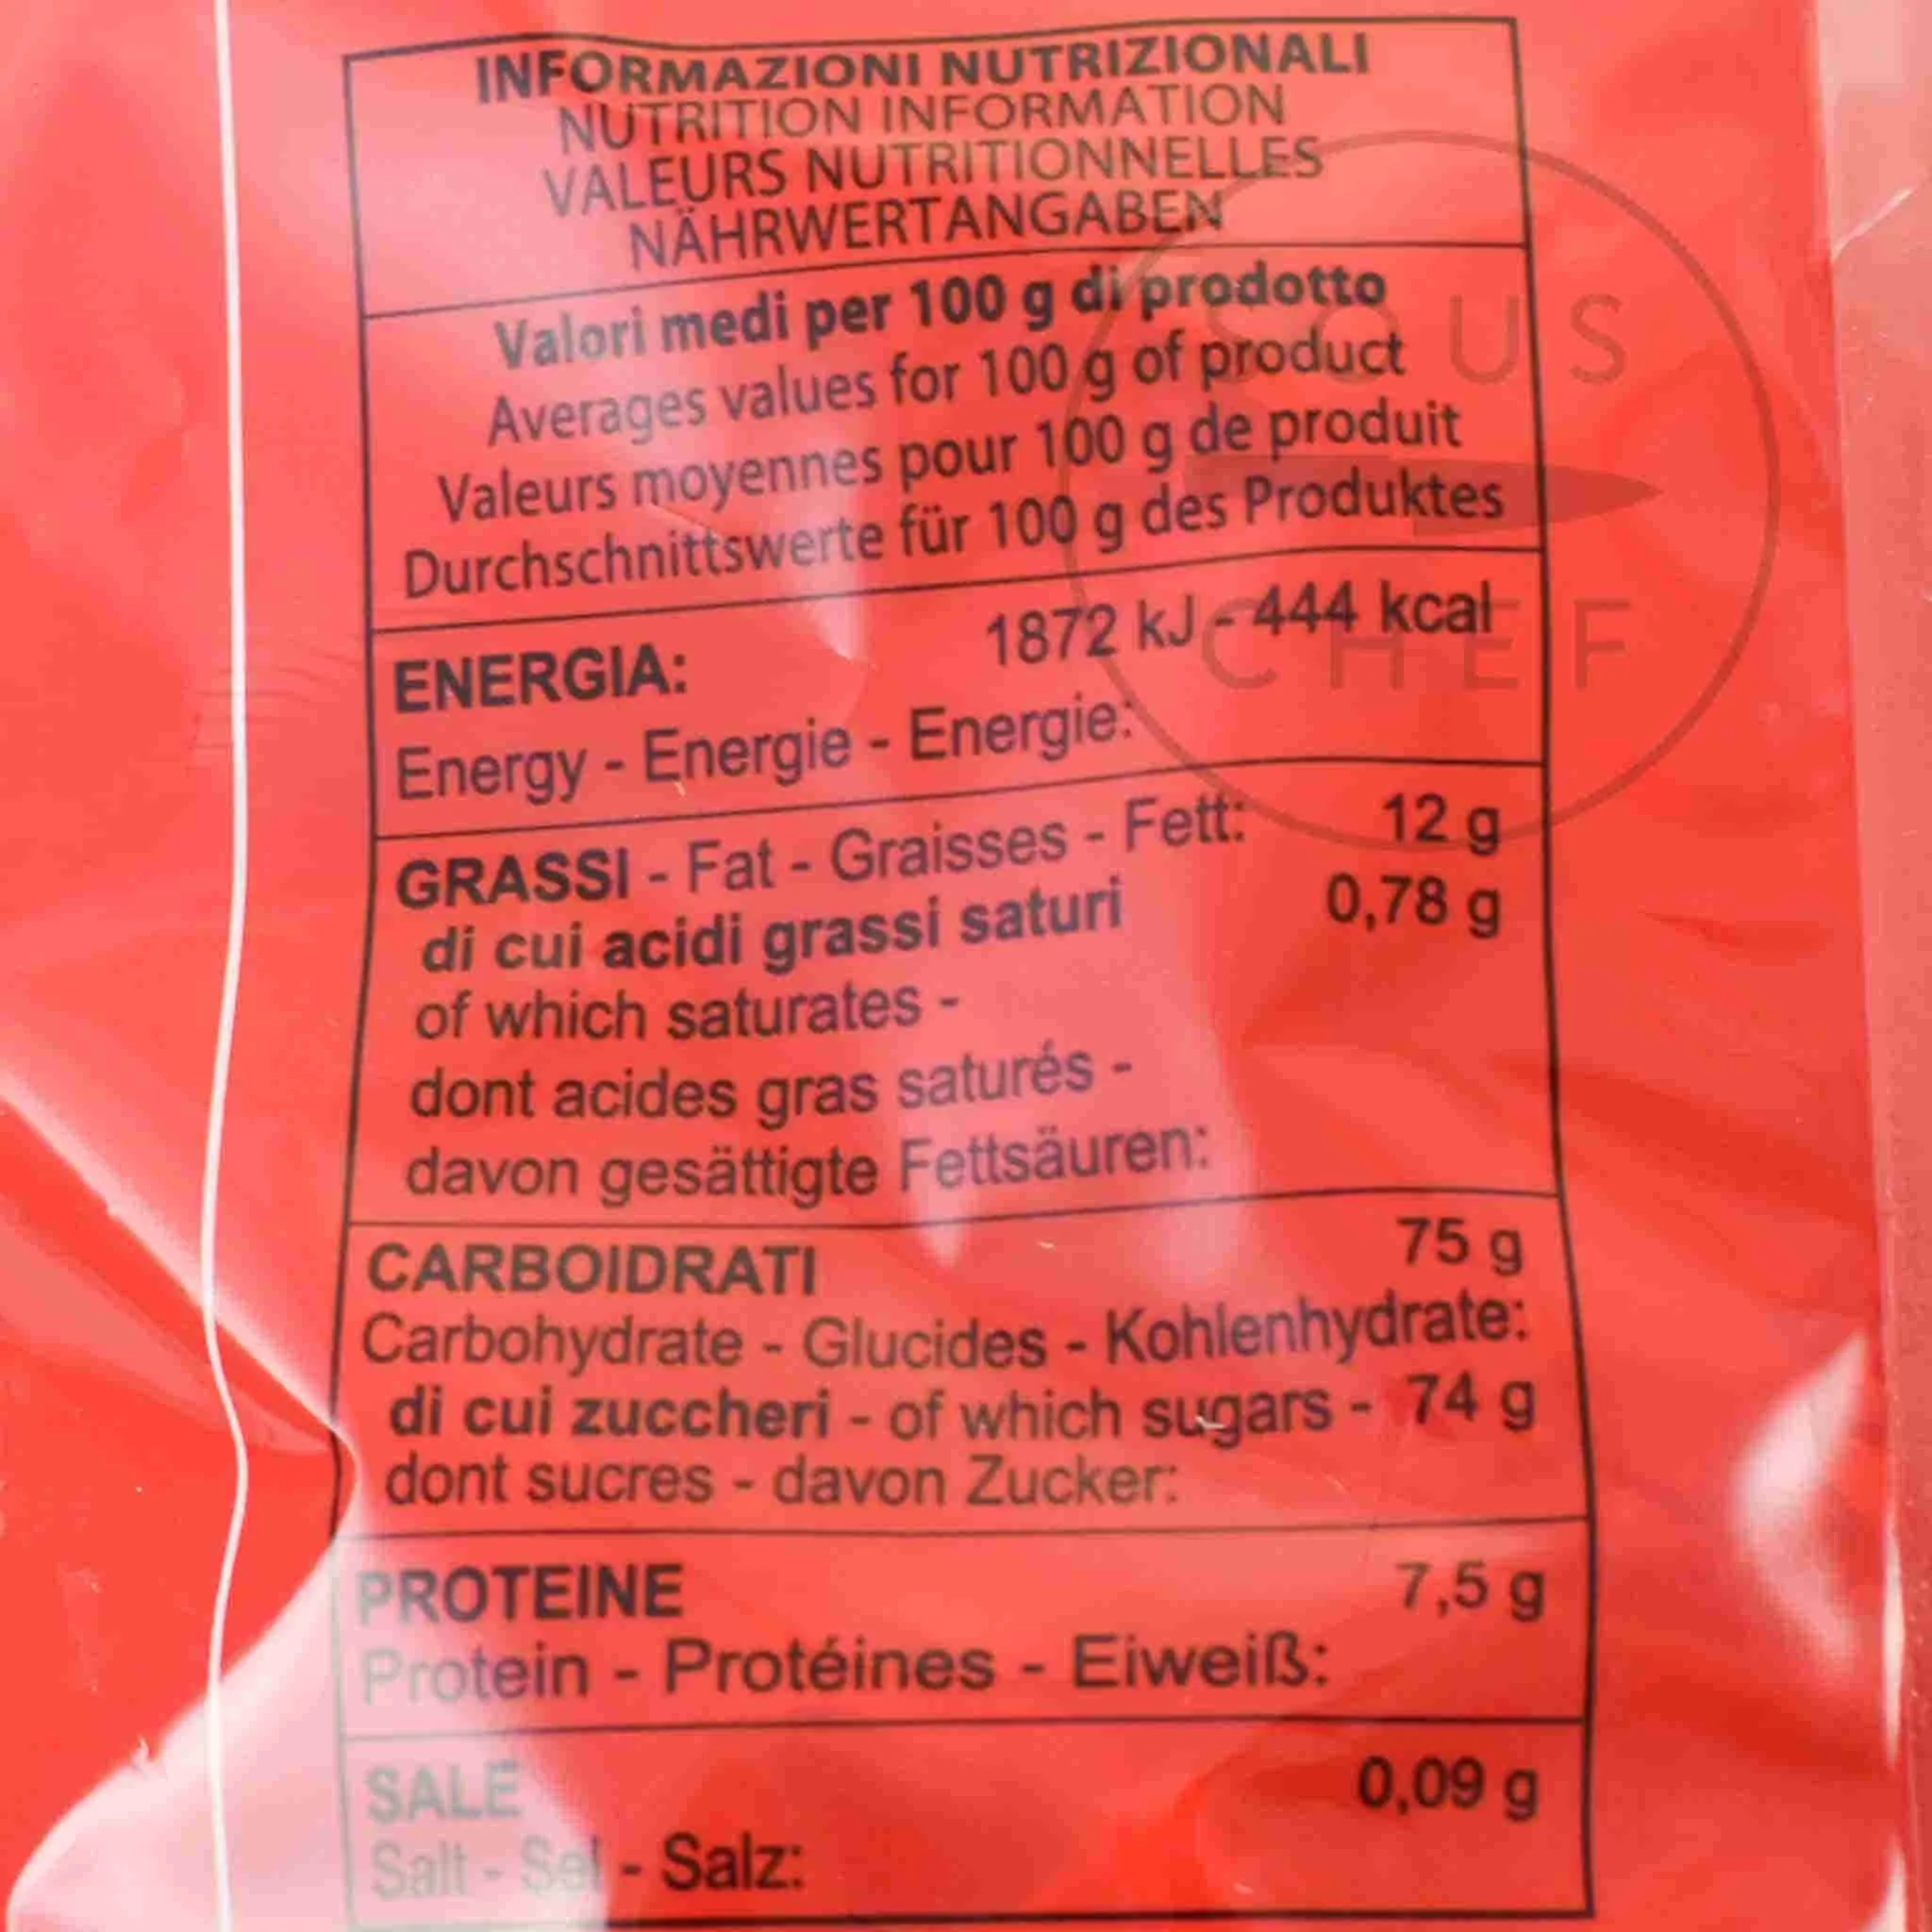 INFORMAZIONI NUTRIZIONALI
NUTRITION INFORMATION
VALEURS NUTRITIONNELLES
NÄHRWERTANGABEN
Valori medi per 100 g di prodotto
Averages values for 100 g of product
Valeurs moyennes pour 100 g de produit
Durchschnittswerte für 100 g des Produktes
SOUS
CHEF
ENERGIA: 1872 kJ - 444 kcal
Energy - Energie - Energie:
GRASSI - Fat - Graisses - Fett: 12 g
di cui acidi grassi saturi 0,78 g
of which saturates -
dont acides gras saturés -
davon gesättigte Fettsäuren:
CARBOIDRATI 75 g
Carbohydrate - Glucides - Kohlenhydrate:
di cui zuccheri - of which sugars - 74 g
dont sucres - davon Zucker:
PROTEINE 7,5 g
Protein - Protéines - Eiweiß:
SALE 0,09 g
Salt - Sel - Salz: